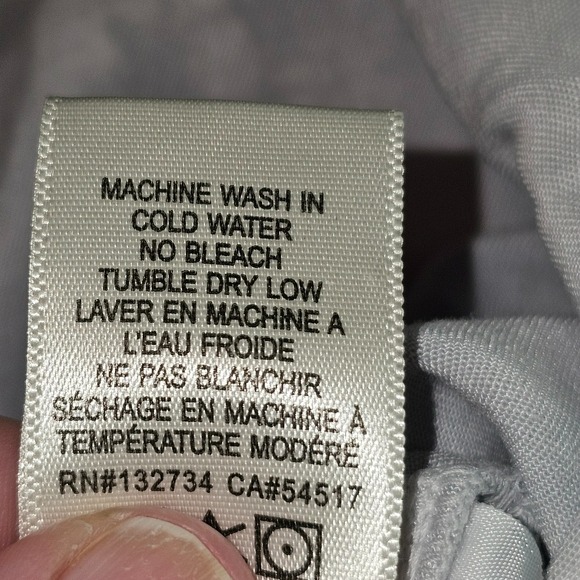 MACHINE WASH IN
COLD WATER
NO BLEACH
TUMBLE DRY LOW
LAVER EN MACHINE A
L'EAU FROIDE
NE PAS BLANCHIR
SÉCHAGE EN MACHINE À
TEMPÉRATURE MODÉRÉ
RN#132734 CA#54517